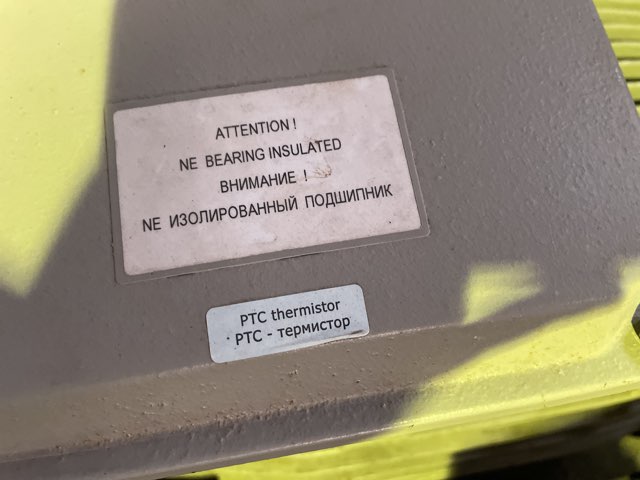 ATTENTION !
NE BEARING INSULATED
ВНИМАНИЕ !
NE ИЗОЛИРОВАННЫЙ ПОДШИПНИК
PTC thermistor
PTC - термистор